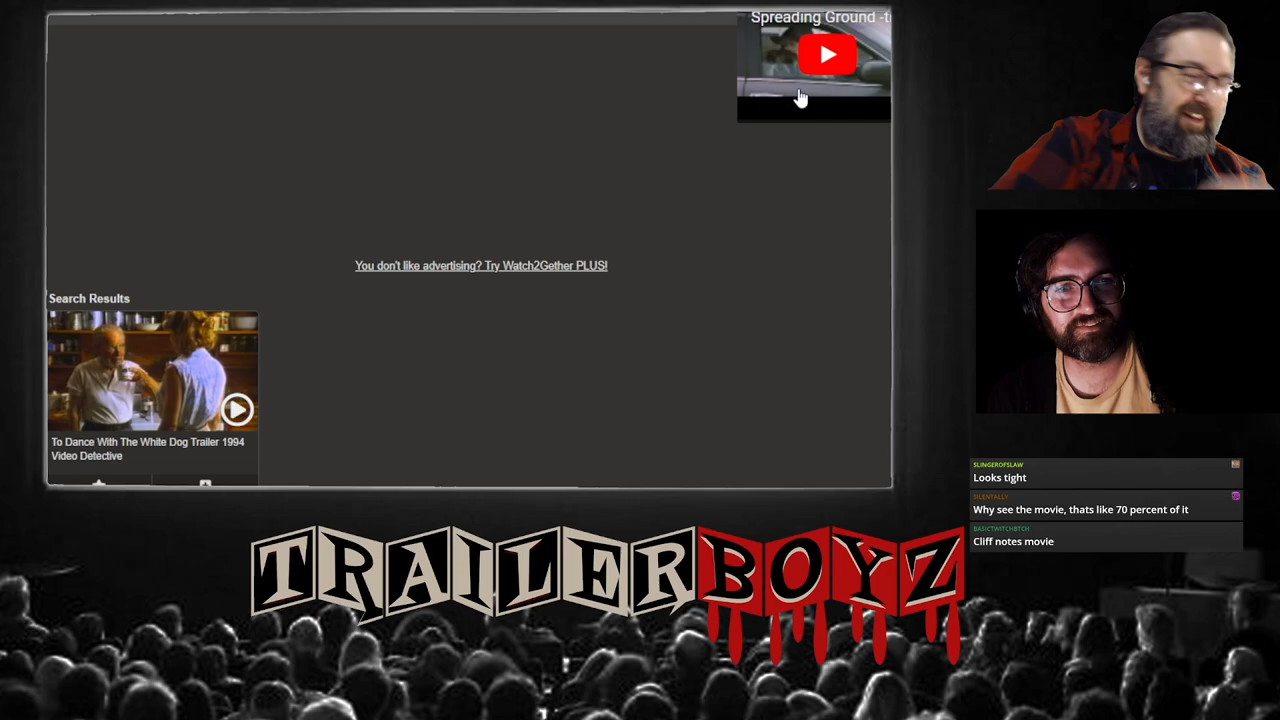 Spreading Ground -t
You don't like advertising? Try Watch2Gether PLUS!
Search Results
To Dance With The White Dog Trailer 1994
Video Detective
TRAILERBOYZ
SLINGEROFSLAW
Looks tight
SILENTALLY
Why see the movie, thats like 70 percent of it
BASICTWITCHBTCH
Cliff notes movie